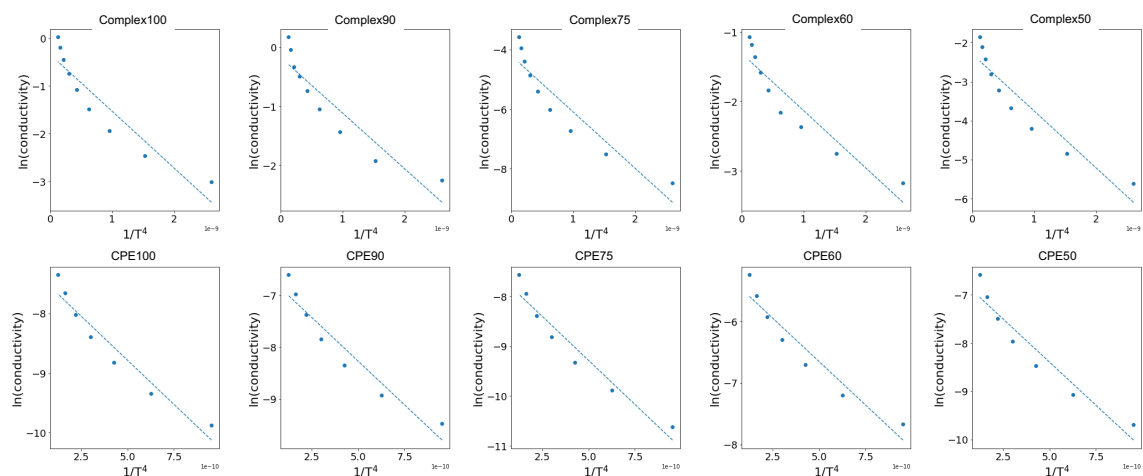 Complex100
Complex90
Complex75
Complex60
Complex50
ln(conductivity)
0
−1
−2
−3
0
1
2
1e−9
1/T⁴
ln(conductivity)
0
−1
−2
0
1
2
1e−9
1/T⁴
ln(conductivity)
−4
−6
−8
0
1
2
1e−9
1/T⁴
ln(conductivity)
−1
−2
−3
0
1
2
1e−9
1/T⁴
ln(conductivity)
−2
−3
−4
−5
−6
0
1
2
1e−9
1/T⁴
CPE100
CPE90
CPE75
CPE60
CPE50
ln(conductivity)
−8
−9
−10
2.5
5.0
7.5
1e−10
1/T⁴
ln(conductivity)
−7
−8
−9
2.5
5.0
7.5
1e−10
1/T⁴
ln(conductivity)
−8
−9
−10
−11
2.5
5.0
7.5
1e−10
1/T⁴
ln(conductivity)
−6
−7
−8
2.5
5.0
7.5
1e−10
1/T⁴
ln(conductivity)
−7
−8
−9
−10
2.5
5.0
7.5
1e−10
1/T⁴